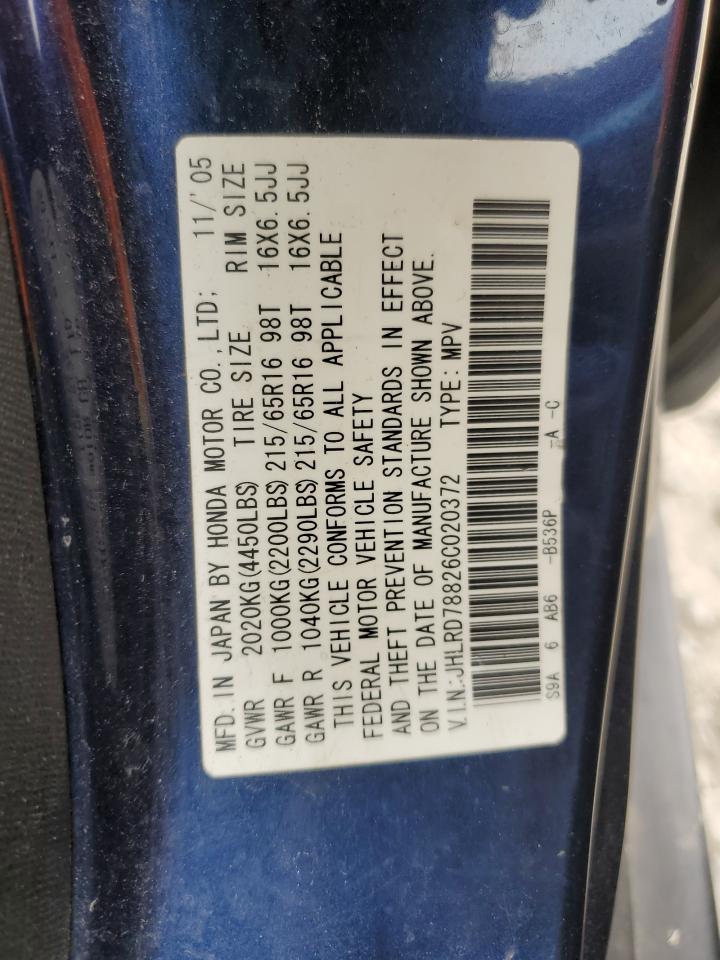 MFD. IN JAPAN BY HONDA MOTOR CO., LTD; 11/'05
GVWR 2020KG(4450LBS) TIRE SIZE RIM SIZE
GAWR F 1000KG(2200LBS) 215/65R16 98T 16X6.5JJ
GAWR R 1040KG(2290LBS) 215/65R16 98T 16X6.5JJ
THIS VEHICLE CONFORMS TO ALL APPLICABLE
FEDERAL MOTOR VEHICLE SAFETY
AND THEFT PREVENTION STANDARDS IN EFFECT
ON THE DATE OF MANUFACTURE SHOWN ABOVE.
V.I.N.:JHLRD78826C020372 TYPE: MPV
S9A 6 AB6 -B536P -A -C